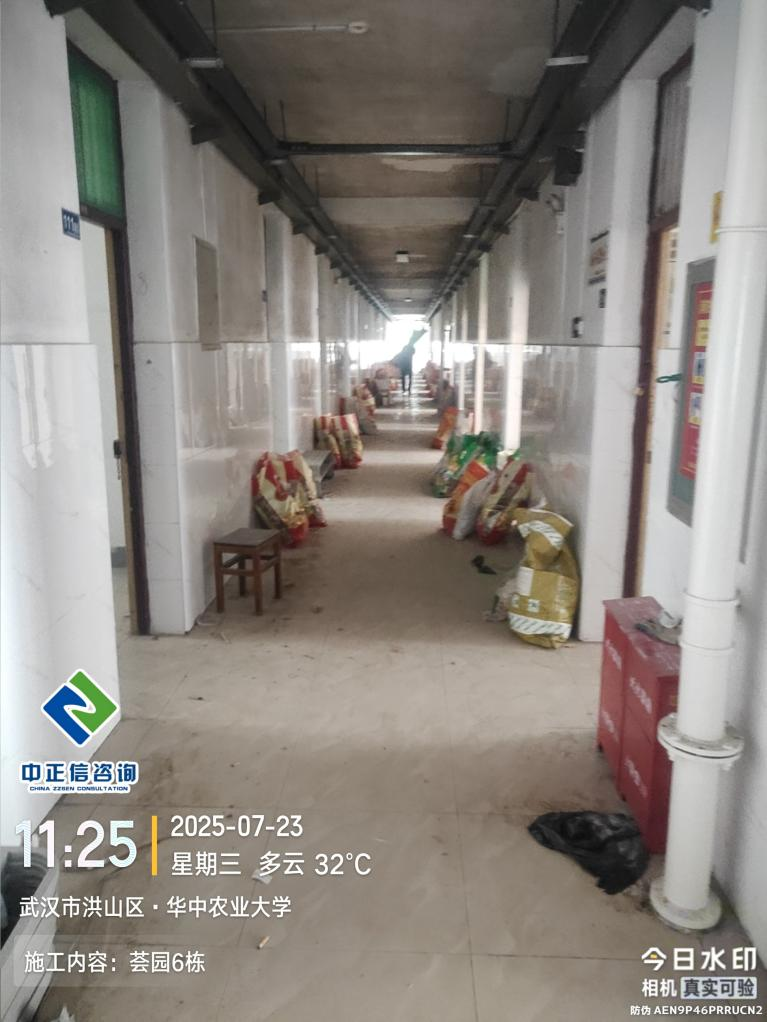 中正信咨询
CHINA ZZSEN CONSULTATION
11:25
2025-07-23
星期三 多云 32°C
武汉市洪山区·华中农业大学
施工内容：荟园6栋
今日水印
相机 真实可验
防伪 AEN9P46PRRUCN2